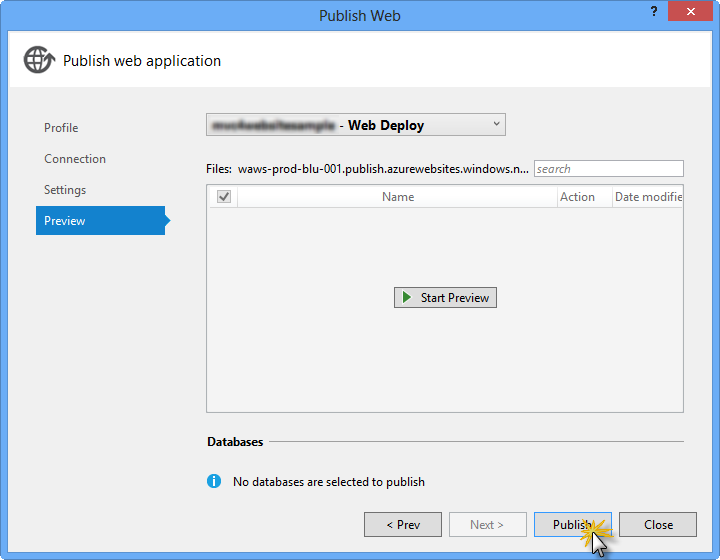 Publish Web
?
Publish web application
Profile
Connection
Settings
Preview
- Web Deploy
Files: waws-prod-blu-001.publish.azurewebsites.windows.n... search
Name Action Date modifie
Start Preview
Databases
No databases are selected to publish
< Prev Next > Publish Close